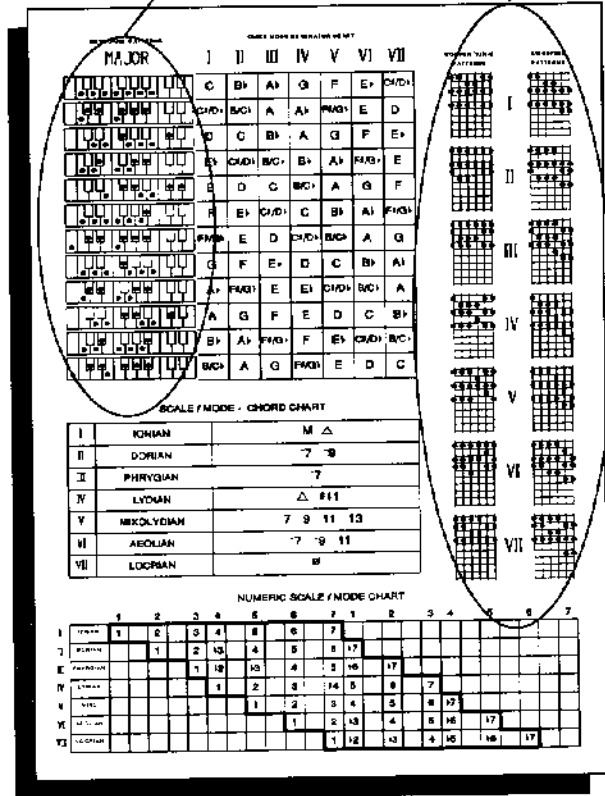 MAJOR I II III IV V VI VII
C B♭ A♭ G F E♭ C♯/D♭
C♯/D♭ B/C♭ A A♭ F♯/G♭ E D
D C B♭ A G F E♭
E♭ C♯/D♭ B/C♭ B♭ A♭ F♯/G♭ E
E D C B/C♭ A G F
F E♭ C♯/D♭ C B♭ A♭ F♯/G♭
F♯/G♭ E D C♯/D♭ B/C♭ A G
G F E♭ D C B♭ A♭
A♭ F♯/G♭ E E♭ C♯/D♭ B/C♭ A
A G F E D C B♭
B♭ A♭ F♯/G♭ F E♭ C♯/D♭ B/C♭
B/C♭ A G F♯/G♭ E D C
PATTERNS PATTERNS
I
II
III
IV
V
VI
VII
SCALE / MODE - CHORD CHART
I IONIAN M △
II DORIAN -7 -9
III PHRYGIAN -7
IV LYDIAN △ #11
V MIXOLYDIAN 7 9 11 13
VI AEOLIAN -7 -9 11
VII LOCRIAN ø
NUMERIC SCALE / MODE CHART
1 2 3 4 5 6 7 1 2 3 4 5 6 7
I 1 2 3 4 5 6 7
II 1 2 ♭3 4 5 6 ♭7
III PHRYGIAN 1 ♭2 ♭3 4 5 ♭6 ♭7
IV 1 2 3 ♯4 5 6 7
V 1 2 3 4 5 6 ♭7
VI 1 2 ♭3 4 5 ♭6 ♭7
VII LOCRIAN 1 ♭2 ♭3 4 ♭5 ♭6 ♭7